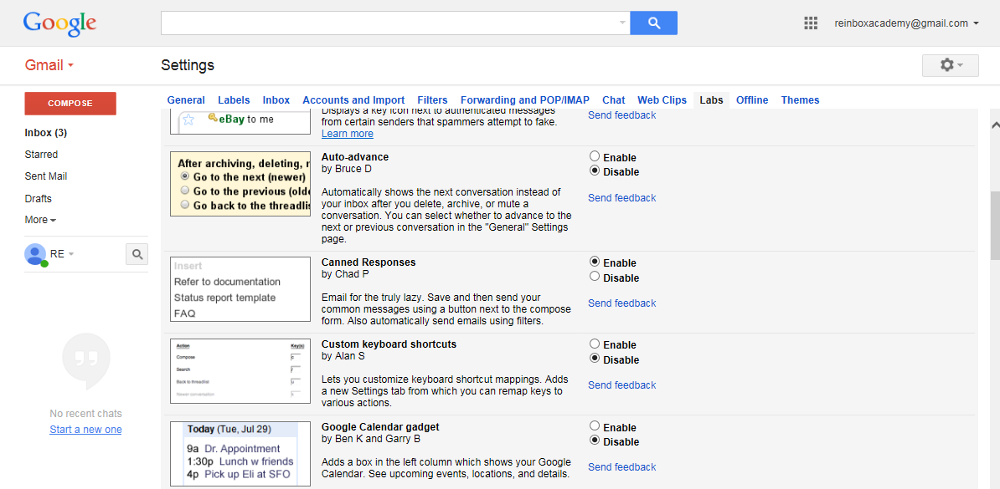 Google
reinboxacademy@gmail.com
Gmail
Settings
COMPOSE
General Labels Inbox Accounts and Import Filters Forwarding and POP/IMAP Chat Web Clips Labs Offline Themes
Inbox (3)
Starred
Sent Mail
Drafts
More
RE
No recent chats
Start a new one
eBay to me
Displays a key icon next to authenticated messages
from certain senders that spammers attempt to fake.
Learn more
Send feedback
After archiving, deleting,
Go to the next (newer)
Go to the previous
Go back to the
Auto-advance
by Bruce D
Automatically shows the next conversation instead of
your inbox after you delete, archive, or mute a
conversation. You can select whether to advance to the
next or previous conversation in the "General" Settings
page.
Enable
Disable
Send feedback
Insert
Refer to documentation
Status report template
FAQ
Canned Responses
by Chad P
Email for the truly lazy. Save and then send your
common messages using a button next to the compose
form. Also automatically send emails using filters.
Enable
Disable
Send feedback
Action Key(s)
Compose
Search
Back to threadlist
Newer conversation
Custom keyboard shortcuts
by Alan S
Lets you customize keyboard shortcut mappings. Adds
a new Settings tab from which you can remap keys to
various actions.
Enable
Disable
Send feedback
Today (Tue, Jul 29)
9a Dr. Appointment
1:30p Lunch w friends
4p Pick up Eli at SFO
Google Calendar gadget
by Ben K and Garry B
Adds a box in the left column which shows your Google
Calendar. See upcoming events, locations, and details.
Enable
Disable
Send feedback